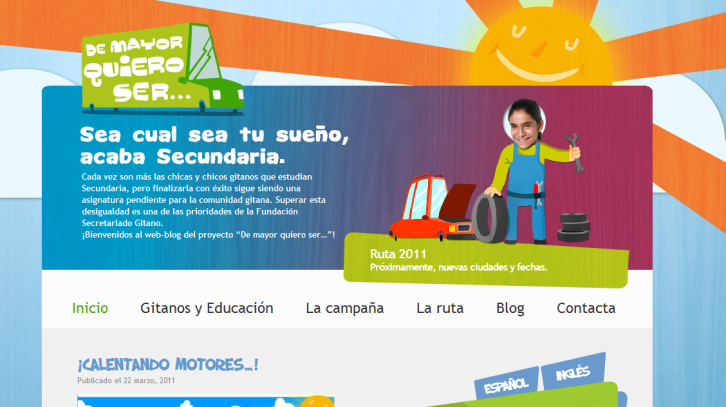 DE MAYOR
QUIERO
SER...
Sea cual sea tu sueño,
acaba Secundaria.
Cada vez son más las chicas y chicos gitanos que estudian
Secundaria, pero finalizarla con éxito sigue siendo una
asignatura pendiente para la comunidad gitana. Superar esta
desigualdad es una de las prioridades de la Fundación
Secretariado Gitano.
¡Bienvenidos al web-blog del proyecto “De mayor quiero ser...”!
Ruta 2011
Próximamente, nuevas ciudades y fechas.
Inicio Gitanos y Educación La campaña La ruta Blog Contacta
¡CALENTANDO MOTORES...!
Publicado el 22 marzo, 2011
ESPAÑOL INGLÉS